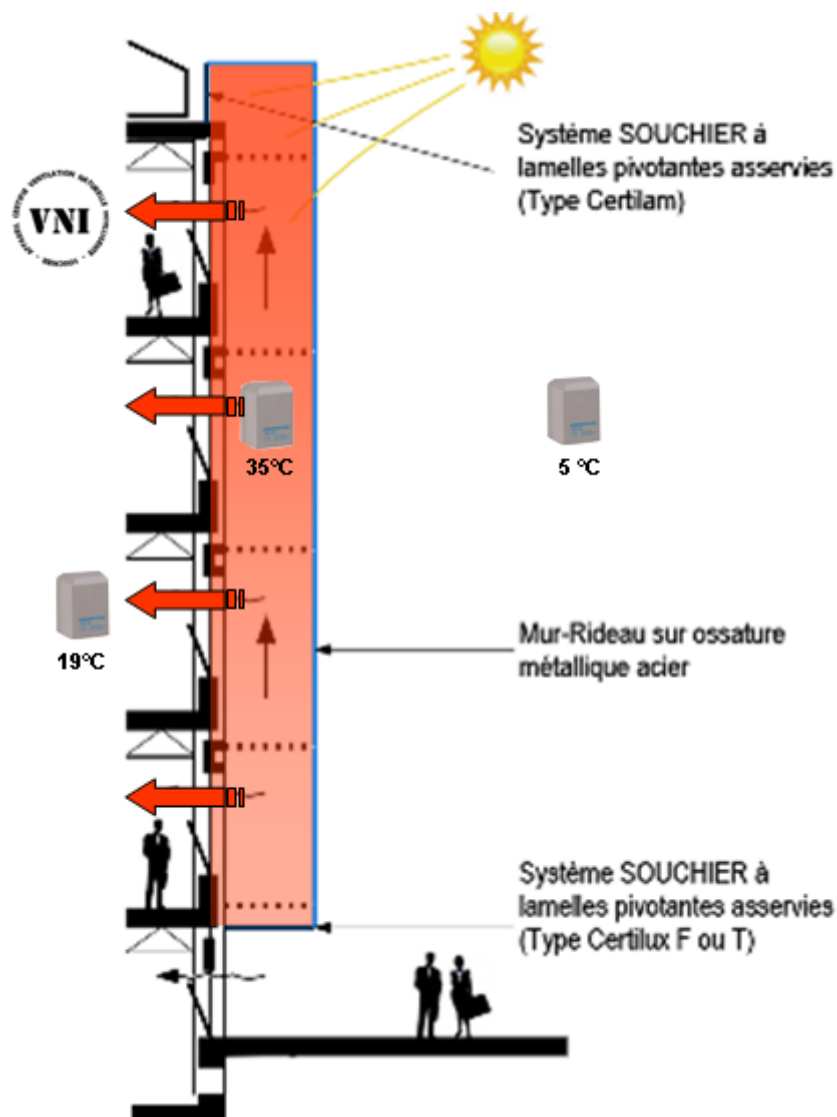 Système SOUCHIER à
lamelles pivotantes asservies
(Type Certilam)
VNI
35°C
5 °C
19°C
Mur-Rideau sur ossature
métallique acier
Système SOUCHIER à
lamelles pivotantes asservies
(Type Certilux F ou T)